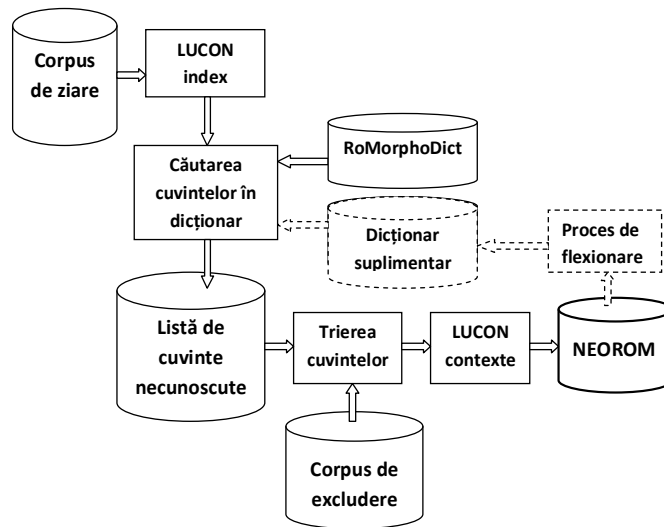 Corpus
de ziare
LUCON
index
RoMorphoDict
Căutarea
cuvintelor în
dicționar
Dicționar
suplimentar
Proces de
flexionare
Listă de
cuvinte
necunoscute
Trierea
cuvintelor
LUCON
contexte
NEOROM
Corpus de
excludere